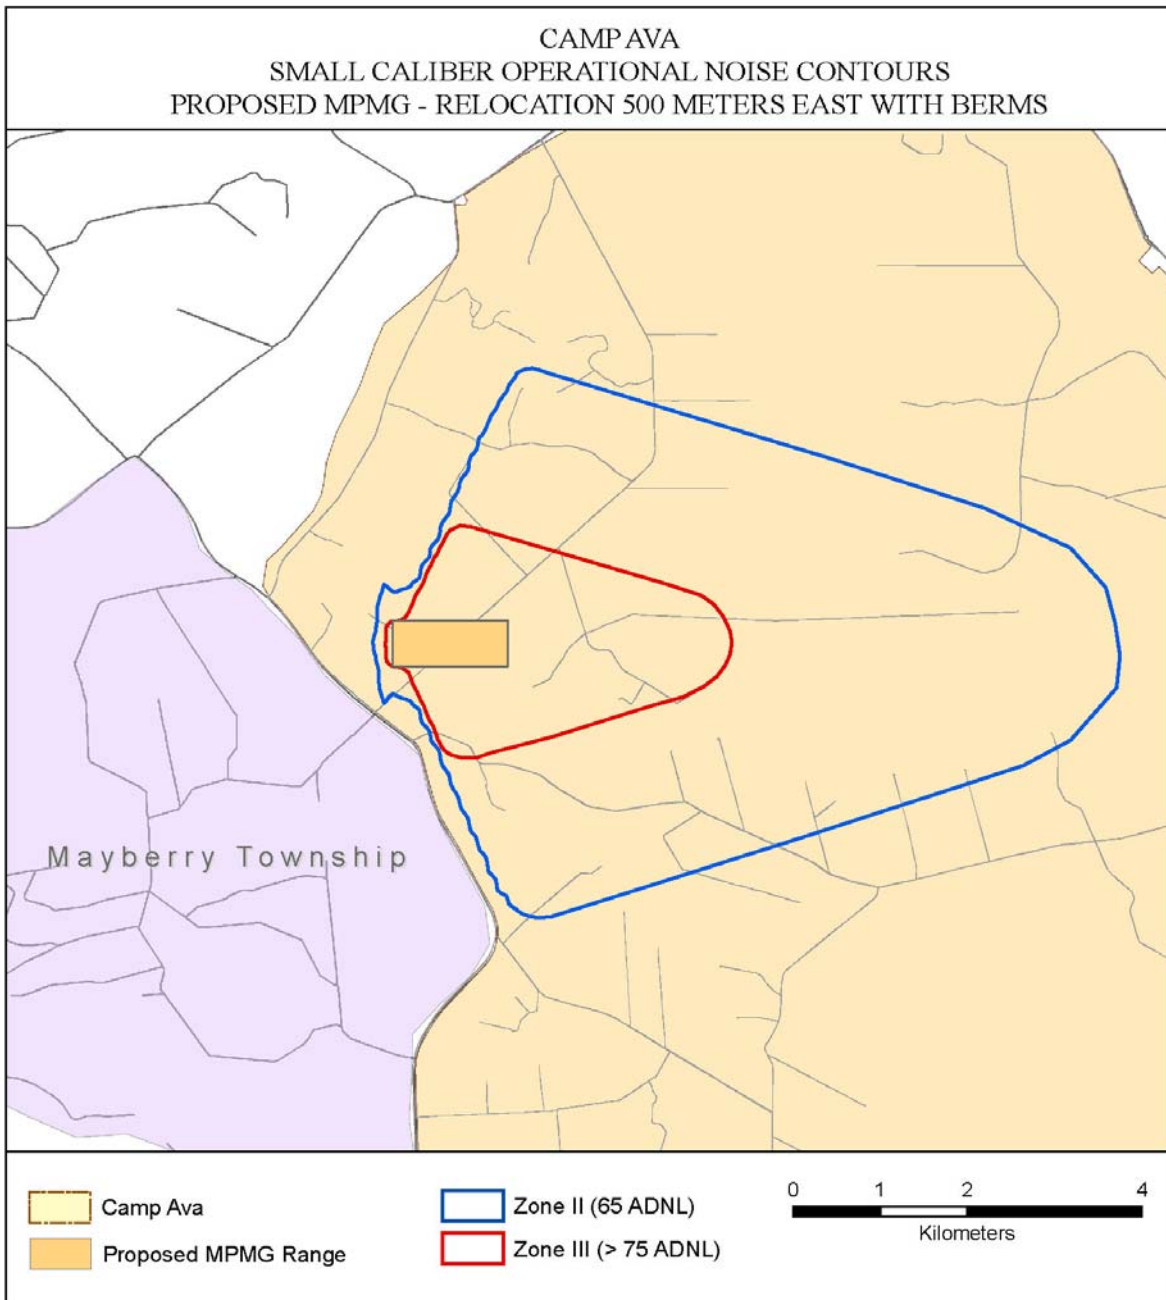 CAMP AVA
SMALL CALIBER OPERATIONAL NOISE CONTOURS
PROPOSED MPMG - RELOCATION 500 METERS EAST WITH BERMS
Mayberry Township
Camp Ava
Proposed MPMG Range
Zone II (65 ADNL)
Zone III (> 75 ADNL)
0 1 2 4
Kilometers